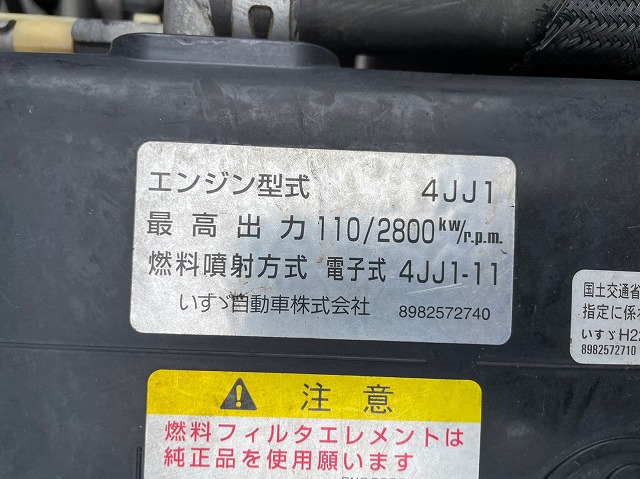 エンジン型式 4JJ1
最高出力 110/2800kW/r.p.m.
燃料噴射方式 電子式 4JJ1-11
いすゞ自動車株式会社 8982572740
国土交通省
指定に係
いすゞH22
8982572710
注意
燃料フィルタエレメントは
純正品を使用願います